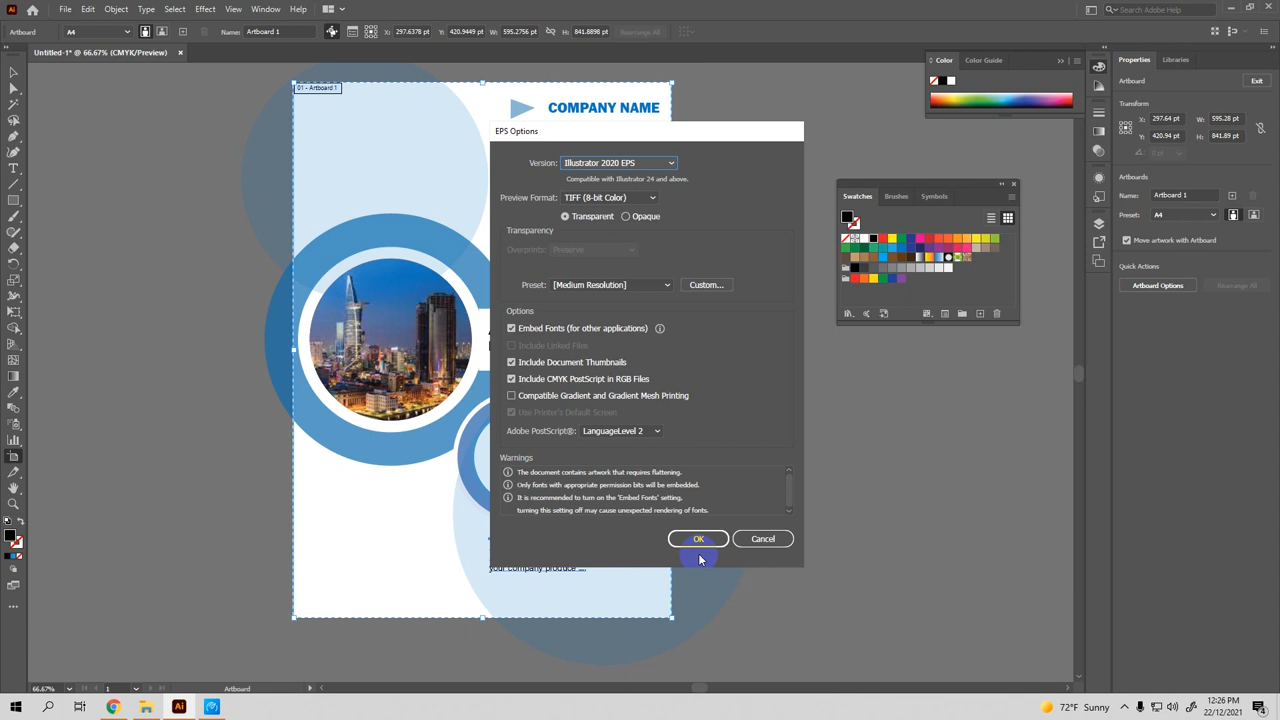 Ai File Edit Object Type Select Effect View Window Help Search Adobe Help
Artboard A4 Name: Artboard 1 X: 297.6378 pt Y: 420.9449 pt W: 595.2756 pt H: 841.8898 pt Rearrange All
Untitled-1* @ 66.67% (CMYK/Preview) ×
01 - Artboard 1
COMPANY NAME
EPS Options
Version: Illustrator 2020 EPS
Compatible with Illustrator 24 and above.
Preview Format: TIFF (8-bit Color)
Transparent Opaque
Transparency
Overprints: Preserve
Preset: [Medium Resolution] Custom...
Options
Embed Fonts (for other applications)
Include Linked Files
Include Document Thumbnails
Include CMYK PostScript in RGB Files
Compatible Gradient and Gradient Mesh Printing
Use Printer's Default Screen
Adobe PostScript®: LanguageLevel 2
Warnings
The document contains artwork that requires flattening.
Only fonts with appropriate permission bits will be embedded.
It is recommended to turn on the 'Embed Fonts' setting,
turning this setting off may cause unexpected rendering of fonts.
OK Cancel
your company produce ....
Color Color Guide
Swatches Brushes Symbols
Properties Libraries
Artboard Exit
Transform
X: 297.64 pt W: 595.28 pt
Y: 420.94 pt H: 841.89 pt
0 pt
Artboards
Name: Artboard 1
Preset: A4
Move artwork with Artboard
Quick Actions
Artboard Options Rearrange All
66.67% 1 Artboard
Ai 72°F Sunny 12:26 PM
22/12/2021
4